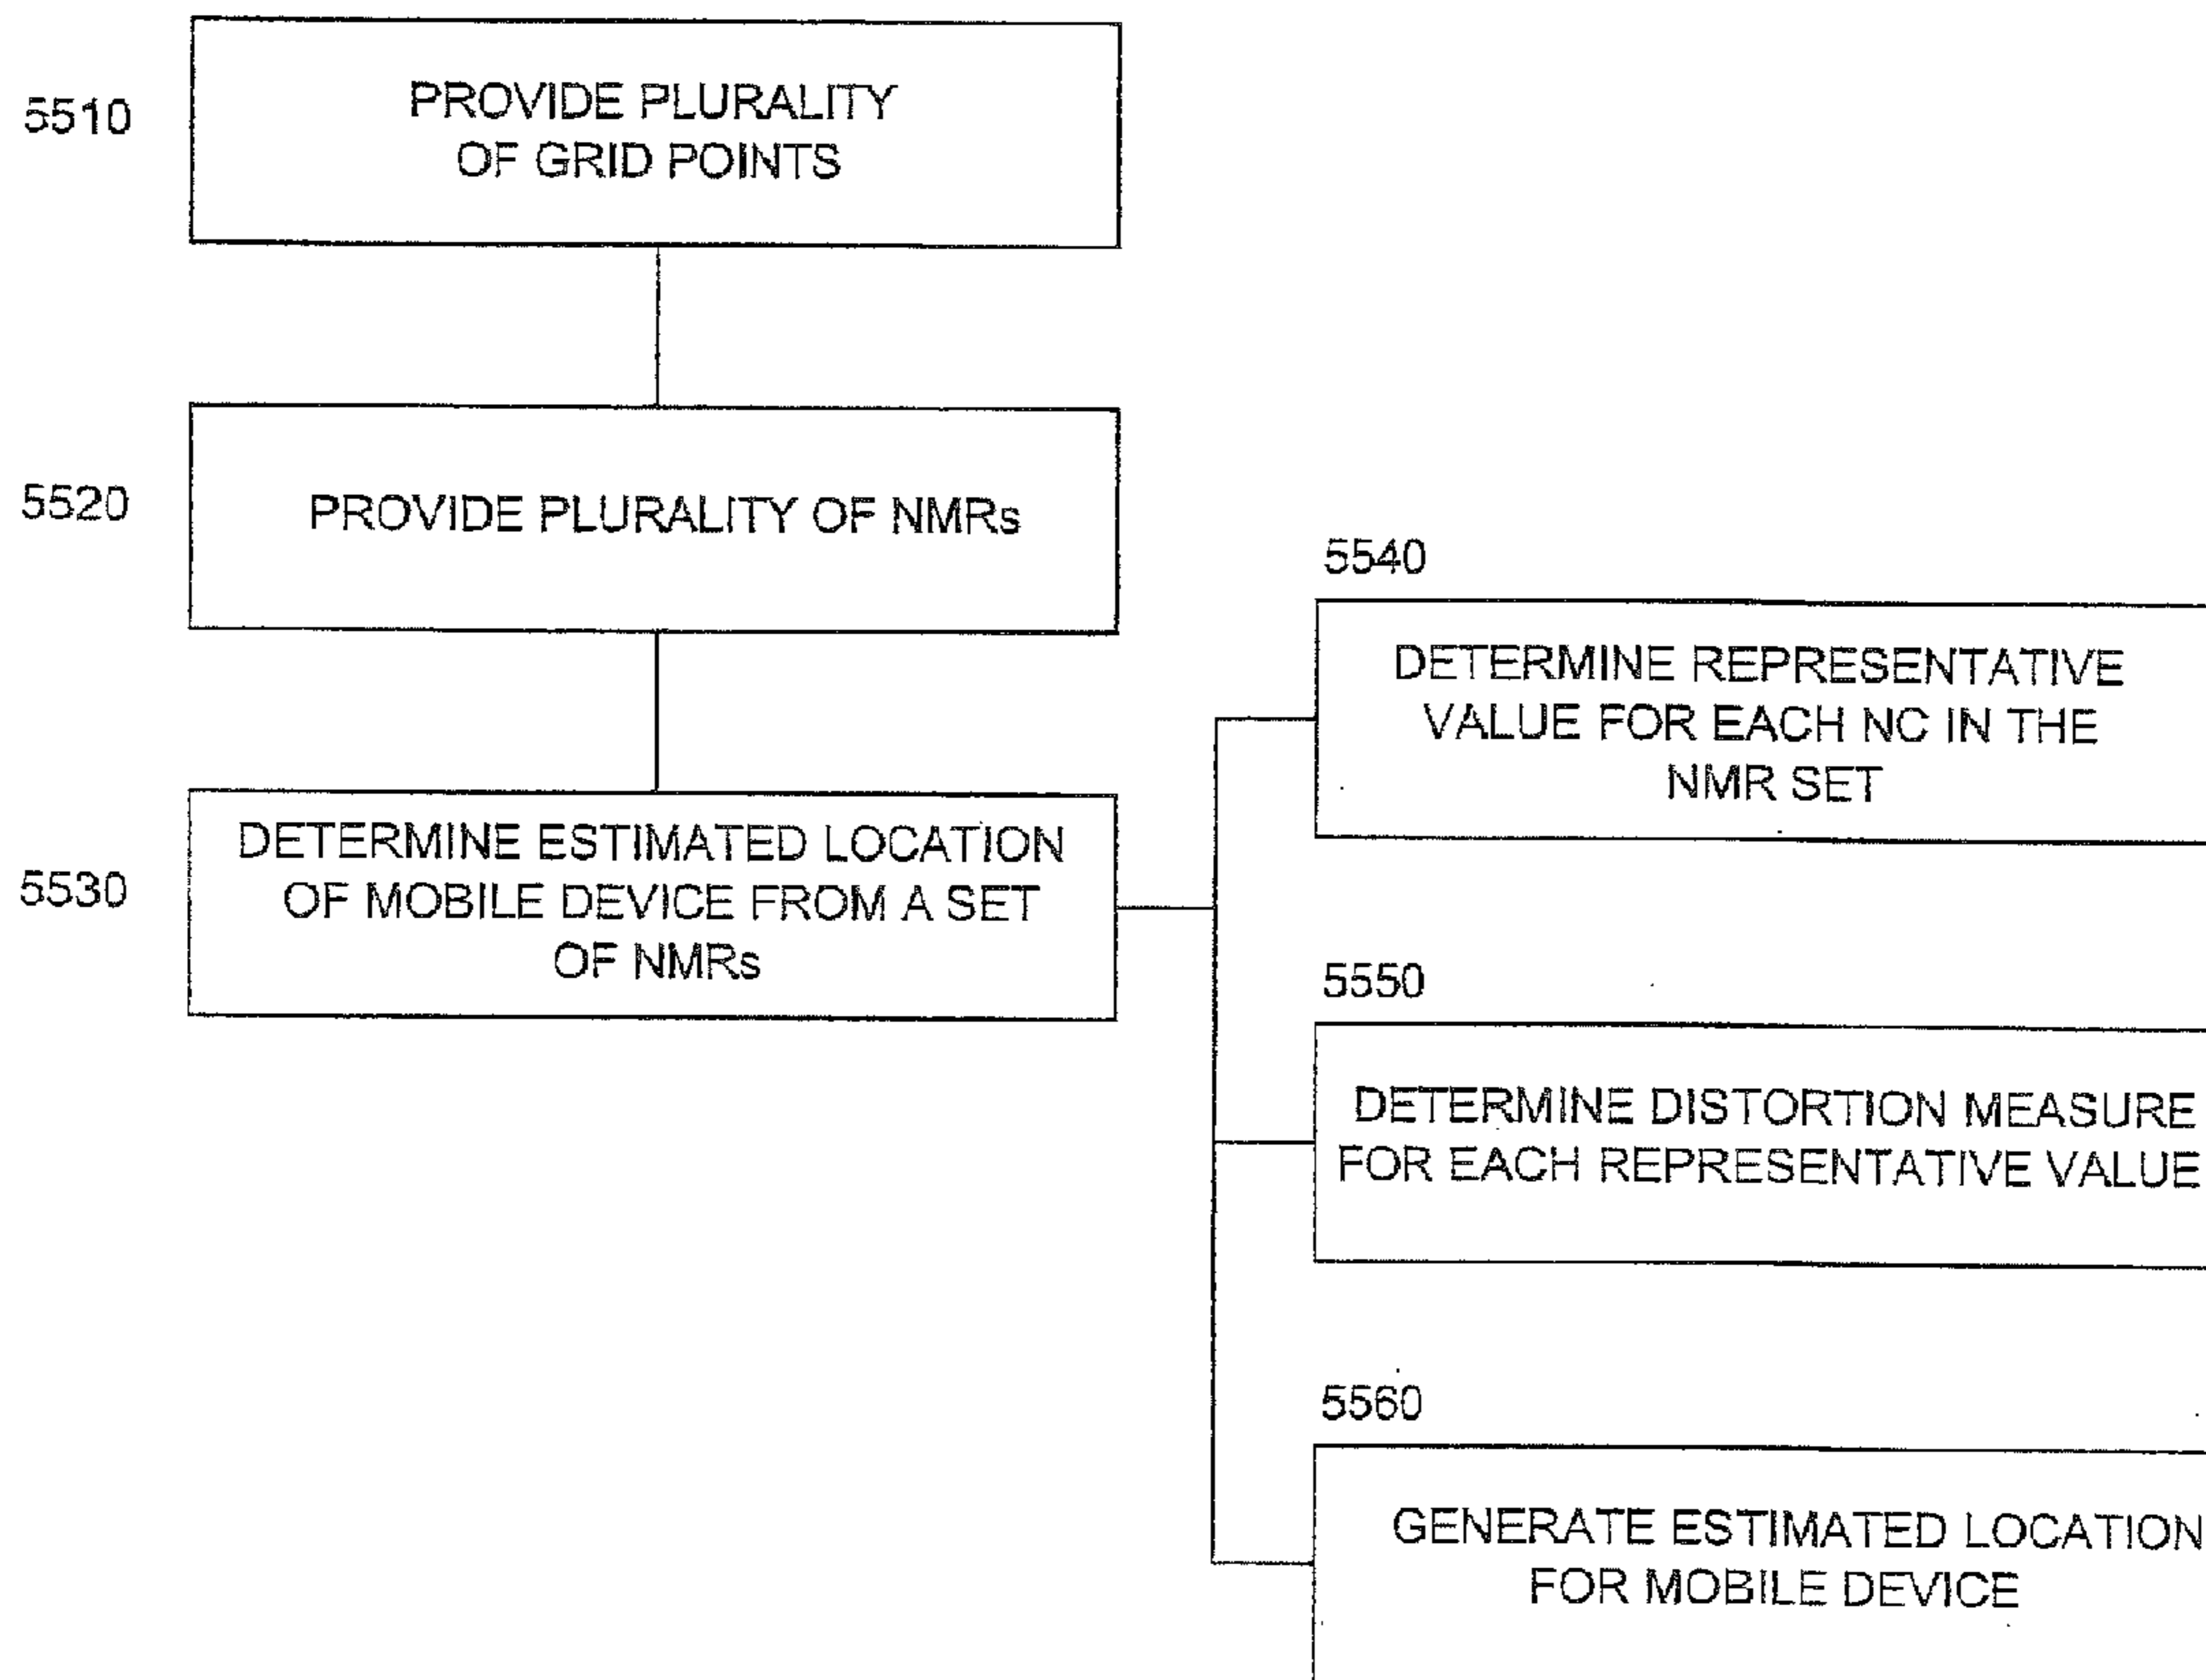 5510
PROVIDE PLURALITY
OF GRID POINTS
5520
PROVIDE PLURALITY OF NMRs
5530
DETERMINE ESTIMATED LOCATION
OF MOBILE DEVICE FROM A SET
OF NMRs
5540
DETERMINE REPRESENTATIVE
VALUE FOR EACH NC IN THE
NMR SET
5550
DETERMINE DISTORTION MEASURE
FOR EACH REPRESENTATIVE VALUE
5560
GENERATE ESTIMATED LOCATION
FOR MOBILE DEVICE